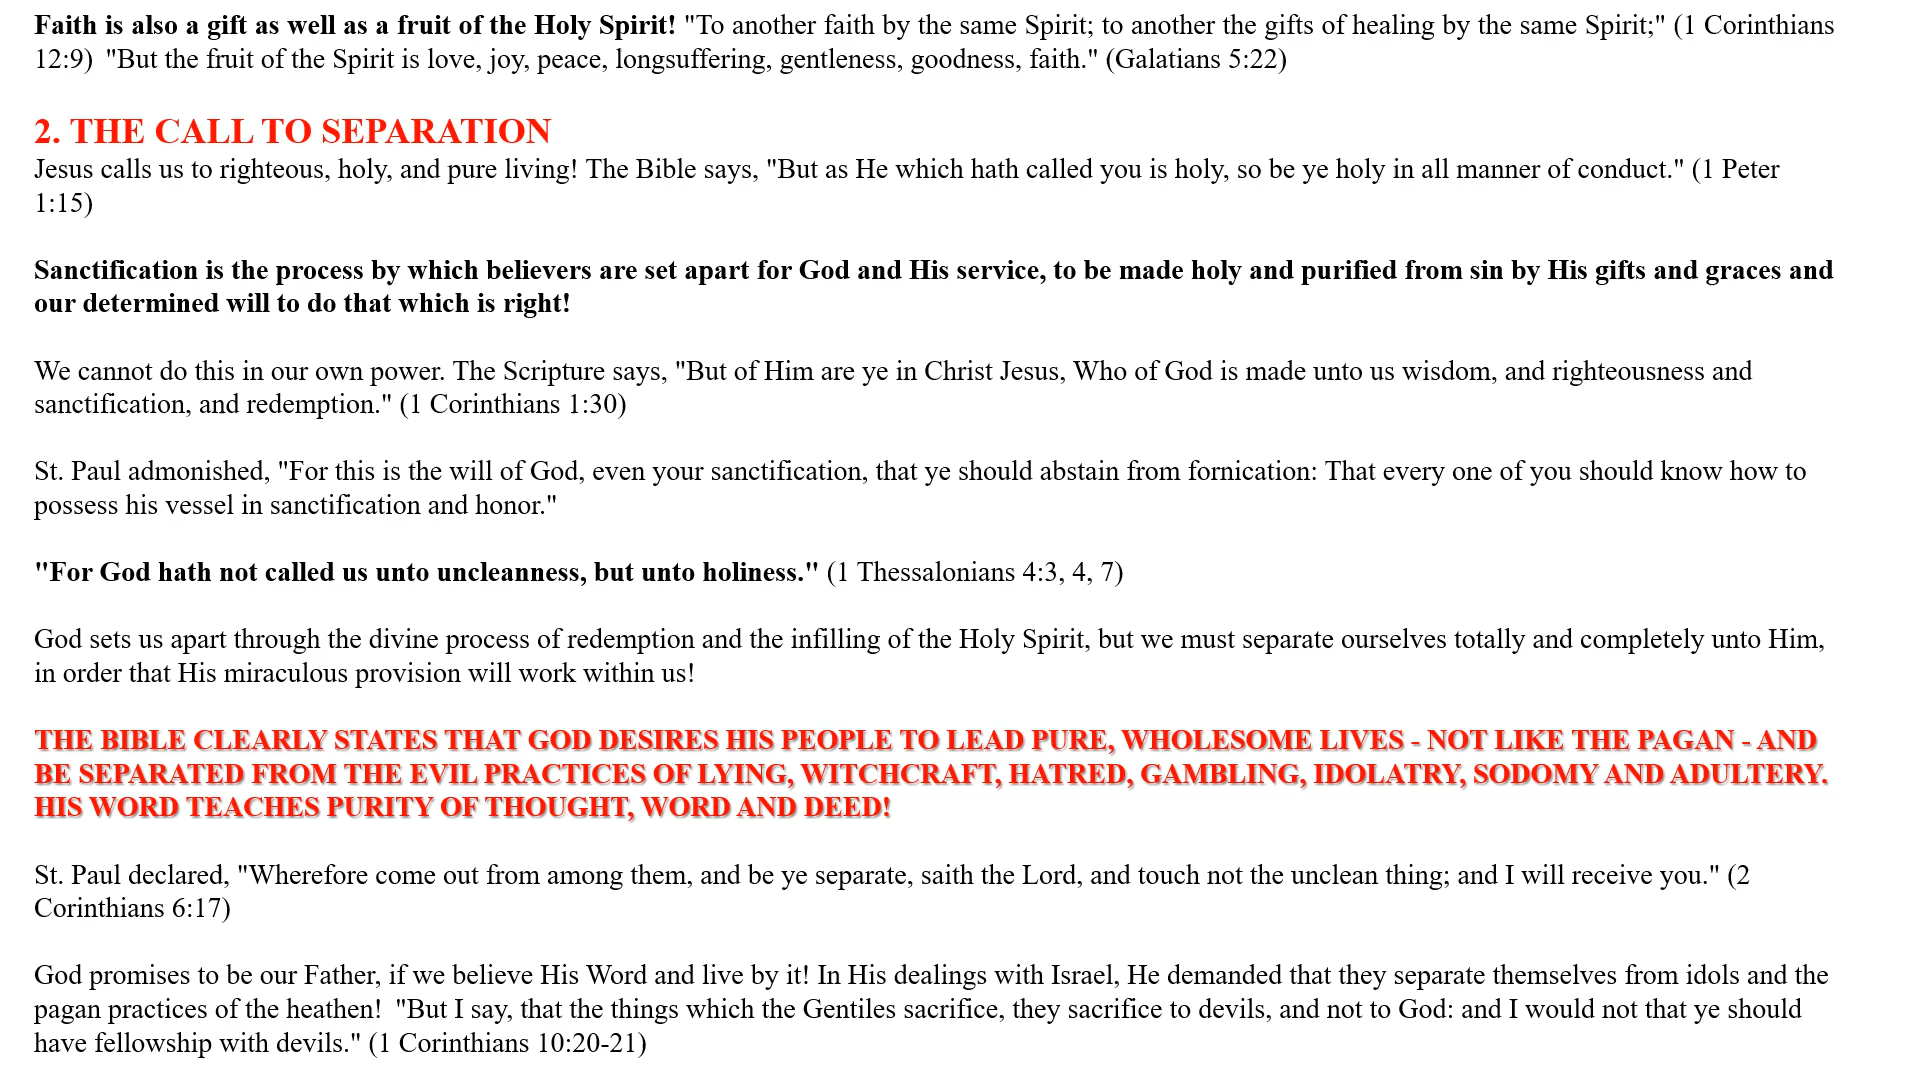 Faith is also a gift as well as a fruit of the Holy Spirit! "To another faith by the same Spirit; to another the gifts of healing by the same Spirit;" (1 Corinthians
12:9)  "But the fruit of the Spirit is love, joy, peace, longsuffering, gentleness, goodness, faith." (Galatians 5:22)
2. THE CALL TO SEPARATION
Jesus calls us to righteous, holy, and pure living! The Bible says, "But as He which hath called you is holy, so be ye holy in all manner of conduct." (1 Peter
1:15)
Sanctification is the process by which believers are set apart for God and His service, to be made holy and purified from sin by His gifts and graces and
our determined will to do that which is right!
We cannot do this in our own power. The Scripture says, "But of Him are ye in Christ Jesus, Who of God is made unto us wisdom, and righteousness and
sanctification, and redemption." (1 Corinthians 1:30)
St. Paul admonished, "For this is the will of God, even your sanctification, that ye should abstain from fornication: That every one of you should know how to
possess his vessel in sanctification and honor."
"For God hath not called us unto uncleanness, but unto holiness." (1 Thessalonians 4:3, 4, 7)
God sets us apart through the divine process of redemption and the infilling of the Holy Spirit, but we must separate ourselves totally and completely unto Him,
in order that His miraculous provision will work within us!
THE BIBLE CLEARLY STATES THAT GOD DESIRES HIS PEOPLE TO LEAD PURE, WHOLESOME LIVES - NOT LIKE THE PAGAN - AND
BE SEPARATED FROM THE EVIL PRACTICES OF LYING, WITCHCRAFT, HATRED, GAMBLING, IDOLATRY, SODOMY AND ADULTERY.
HIS WORD TEACHES PURITY OF THOUGHT, WORD AND DEED!
St. Paul declared, "Wherefore come out from among them, and be ye separate, saith the Lord, and touch not the unclean thing; and I will receive you." (2
Corinthians 6:17)
God promises to be our Father, if we believe His Word and live by it! In His dealings with Israel, He demanded that they separate themselves from idols and the
pagan practices of the heathen!  "But I say, that the things which the Gentiles sacrifice, they sacrifice to devils, and not to God: and I would not that ye should
have fellowship with devils." (1 Corinthians 10:20-21)